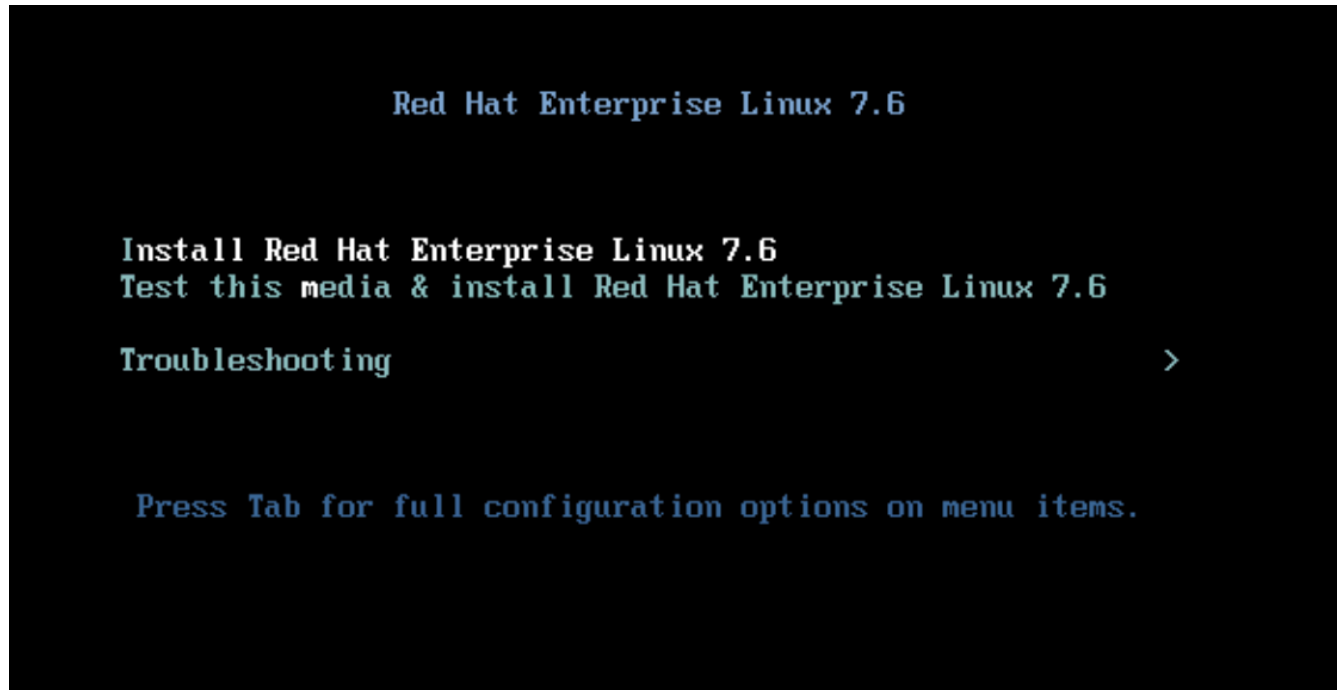 Red Hat Enterprise Linux 7.6
Install Red Hat Enterprise Linux 7.6
Test this media & install Red Hat Enterprise Linux 7.6
Troubleshooting >
Press Tab for full configuration options on menu items.